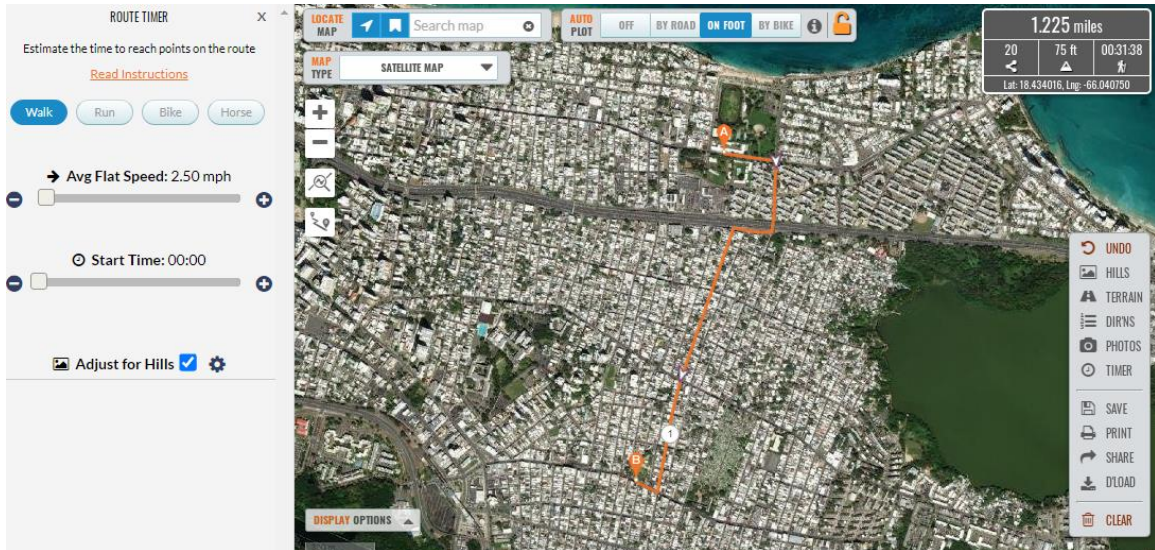 ROUTE TIMER
X
Estimate the time to reach points on the route
Read Instructions
Walk
Run
Bike
Horse
Avg Flat Speed: 2.50 mph
Start Time: 00:00
Adjust for Hills
LOCATE MAP
Search map
AUTO PLOT
OFF
BY ROAD
ON FOOT
BY BIKE
MAP TYPE
SATELLITE MAP
1.225 miles
20
75 ft
00:31:38
Lat: 18.434016, Lng: -66.040750
A
1
B
UNDO
HILLS
TERRAIN
DIR'NS
PHOTOS
TIMER
SAVE
PRINT
SHARE
D'LOAD
CLEAR
DISPLAY OPTIONS